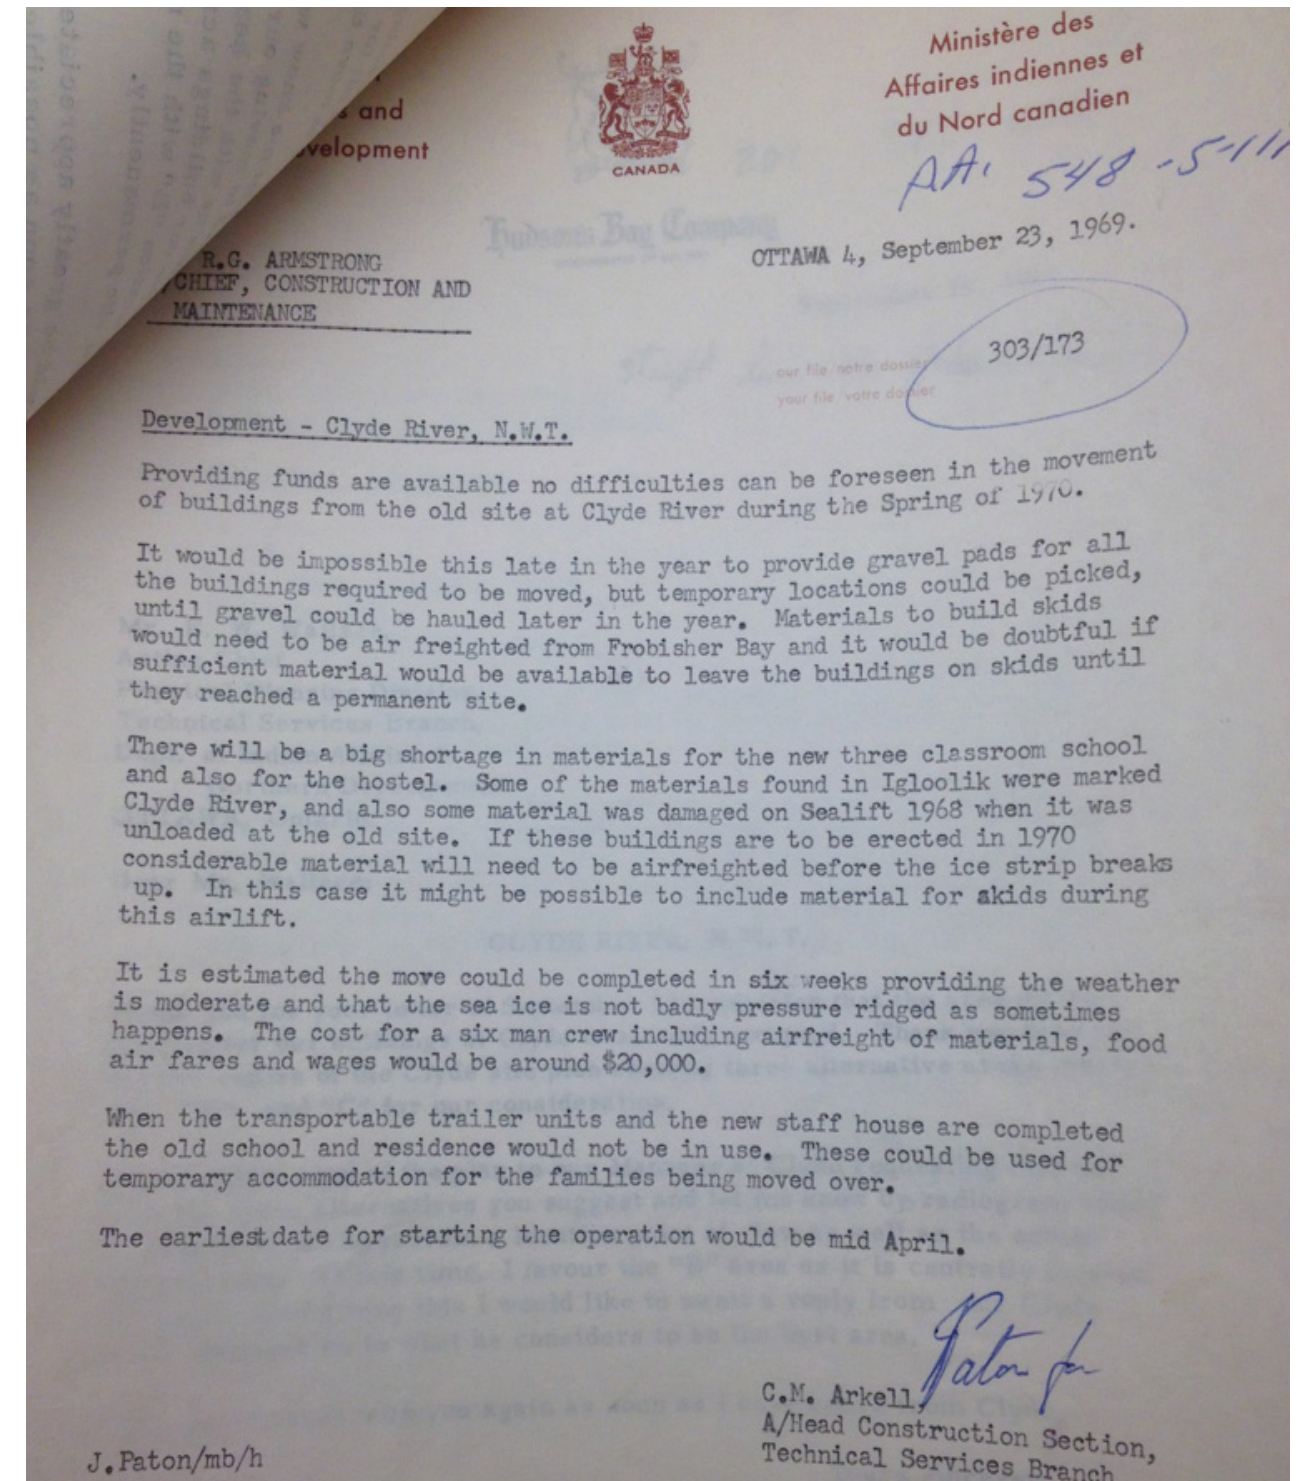 and
velopment
CANADA
Ministère des
Affaires indiennes et
du Nord canadien
A.A. 548-5-111
Hudson's Bay Company
OTTAWA 4, September 23, 1969.
R.G. ARMSTRONG
CHIEF, CONSTRUCTION AND
MAINTENANCE
303/173
our file/notre dossier
your file/votre dossier
Development - Clyde River, N.W.T.
Providing funds are available no difficulties can be foreseen in the movement
of buildings from the old site at Clyde River during the Spring of 1970.
It would be impossible this late in the year to provide gravel pads for all
the buildings required to be moved, but temporary locations could be picked,
until gravel could be hauled later in the year. Materials to build skids
would need to be air freighted from Frobisher Bay and it would be doubtful if
sufficient material would be available to leave the buildings on skids until
they reached a permanent site.
There will be a big shortage in materials for the new three classroom school
and also for the hostel. Some of the materials found in Igloolik were marked
Clyde River, and also some material was damaged on Sealift 1968 when it was
unloaded at the old site. If these buildings are to be erected in 1970
considerable material will need to be airfreighted before the ice strip breaks
up. In this case it might be possible to include material for skids during
this airlift.
It is estimated the move could be completed in six weeks providing the weather
is moderate and that the sea ice is not badly pressure ridged as sometimes
happens. The cost for a six man crew including airfreight of materials, food
air fares and wages would be around $20,000.
When the transportable trailer units and the new staff house are completed
the old school and residence would not be in use. These could be used for
temporary accommodation for the families being moved over.
The earliest date for starting the operation would be mid April.
Paton for
C.M. Arkell,
A/Head Construction Section,
Technical Services Branch
J.Paton/mb/h